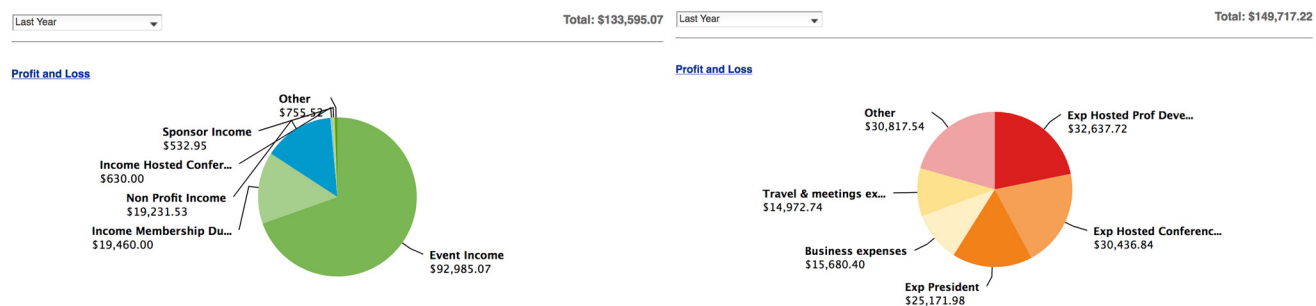 Last Year
Total: $133,595.07
Profit and Loss
Other
$755.52
Sponsor Income
$532.95
Income Hosted Confer...
$630.00
Non Profit Income
$19,231.53
Income Membership Du...
$19,460.00
Event Income
$92,985.07
Last Year
Total: $149,717.22
Profit and Loss
Other
$30,817.54
Exp Hosted Prof Deve...
$32,637.72
Travel & meetings ex...
$14,972.74
Exp Hosted Conferenc...
$30,436.84
Business expenses
$15,680.40
Exp President
$25,171.98